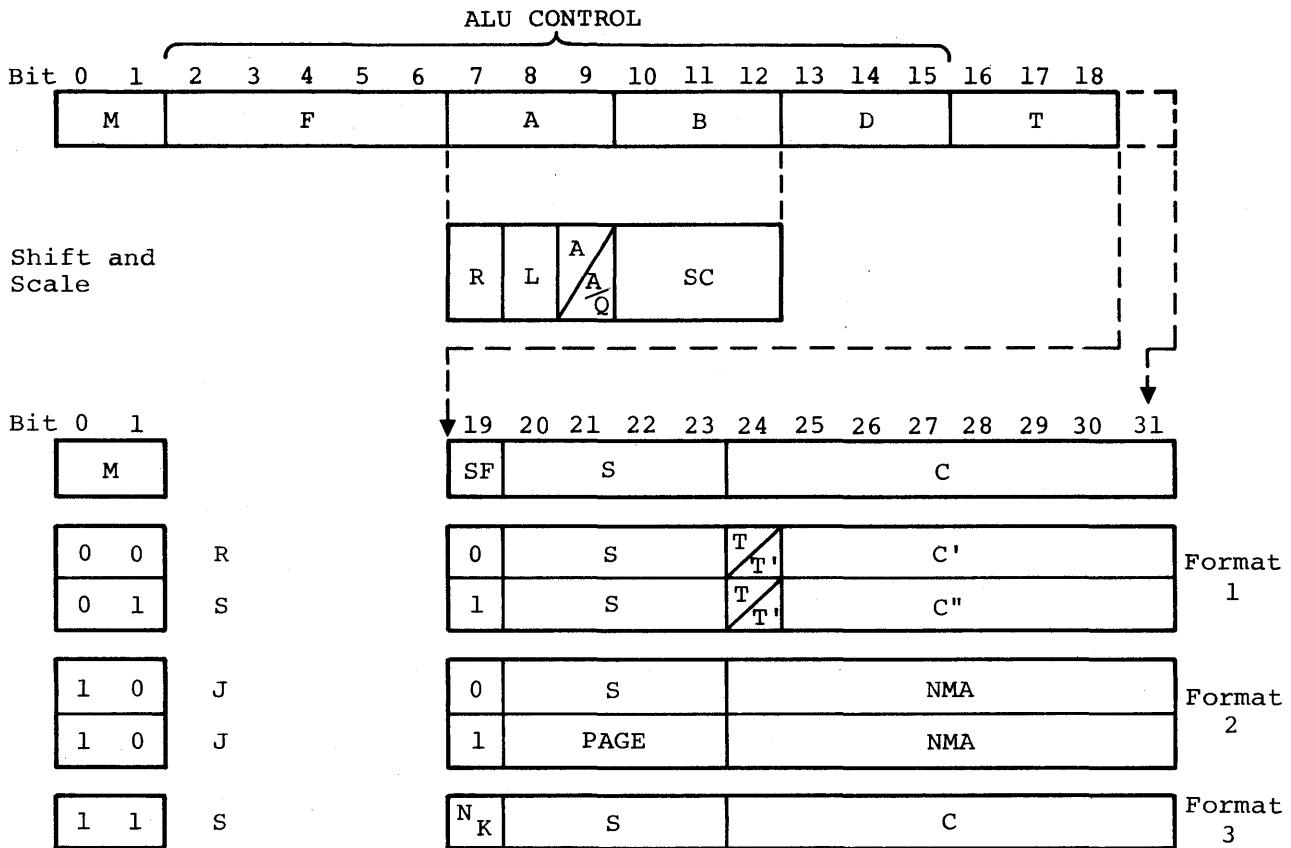 ALU CONTROL
Bit 0 1 2 3 4 5 6 7 8 9 10 11 12 13 14 15 16 17 18
M F A B D T
Shift and
Scale
R L A A/Q SC
Bit 0 1 19 20 21 22 23 24 25 26 27 28 29 30 31
M SF S C
0 0 R 0 S T T' C'
0 1 S 1 S T T' C"
Format
1
1 0 J 0 S NMA
1 0 J 1 PAGE NMA
Format
2
1 1 S NK S C
Format
3